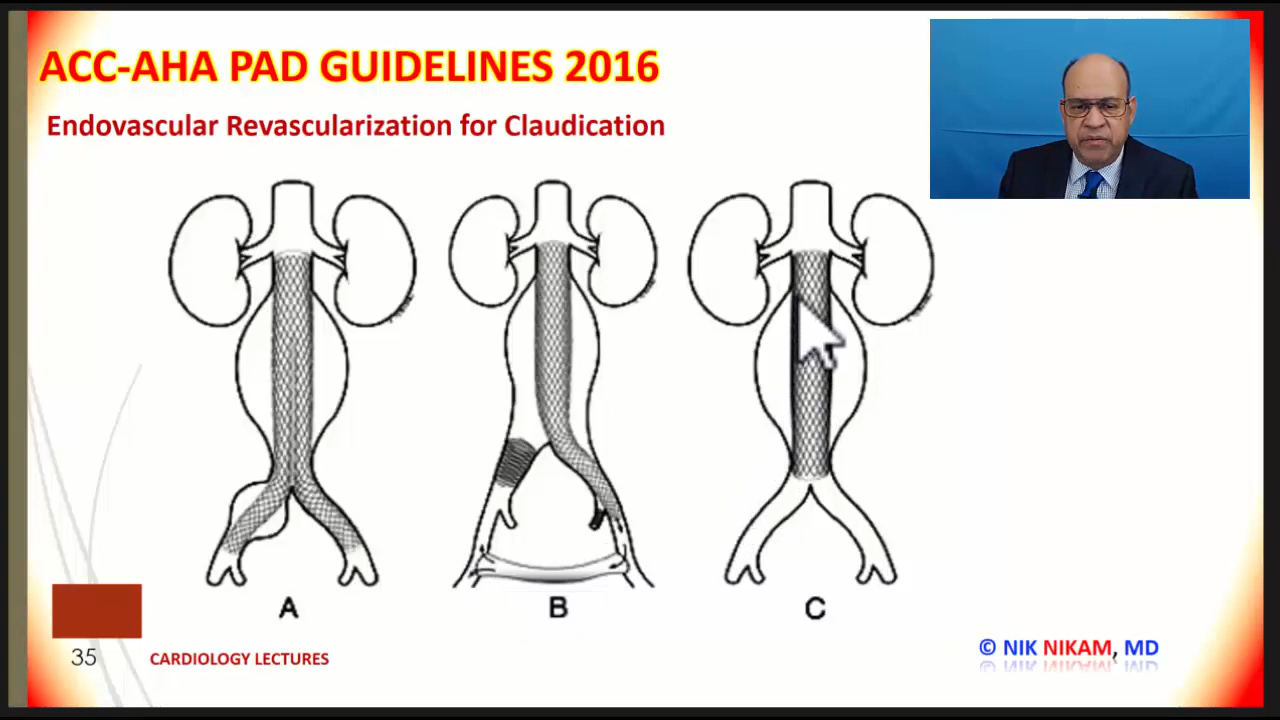 ACC-AHA PAD GUIDELINES 2016
Endovascular Revascularization for Claudication
A
B
C
35
CARDIOLOGY LECTURES
© NIK NIKAM, MD